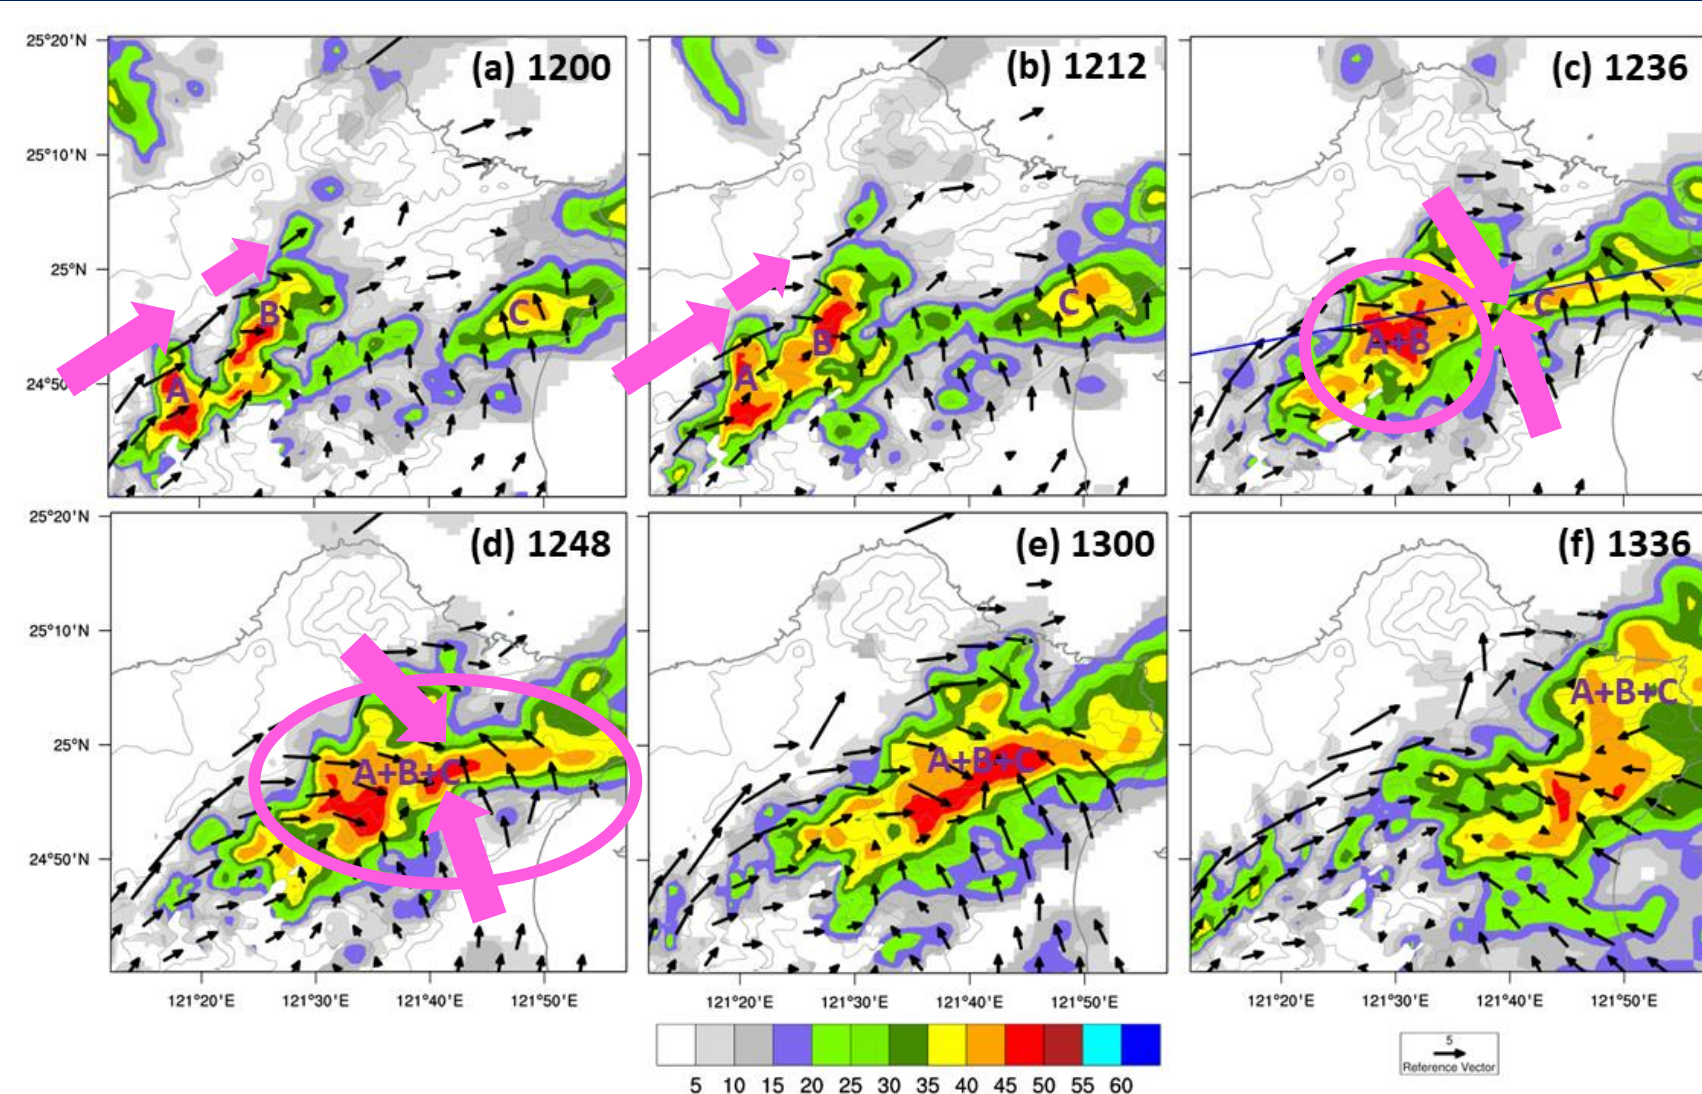 (a) 1200
(b) 1212
(c) 1236
25°20'N
25°10'N
25°N
24°50'N
A
B
C
A
B
C
A+B
C
(d) 1248
(e) 1300
(f) 1336
25°20'N
25°10'N
25°N
24°50'N
A+B+C
A+B+C
A+B+C
121°20'E 121°30'E 121°40'E 121°50'E
121°20'E 121°30'E 121°40'E 121°50'E
121°20'E 121°30'E 121°40'E 121°50'E
5 10 15 20 25 30 35 40 45 50 55 60
5
Reference Vector